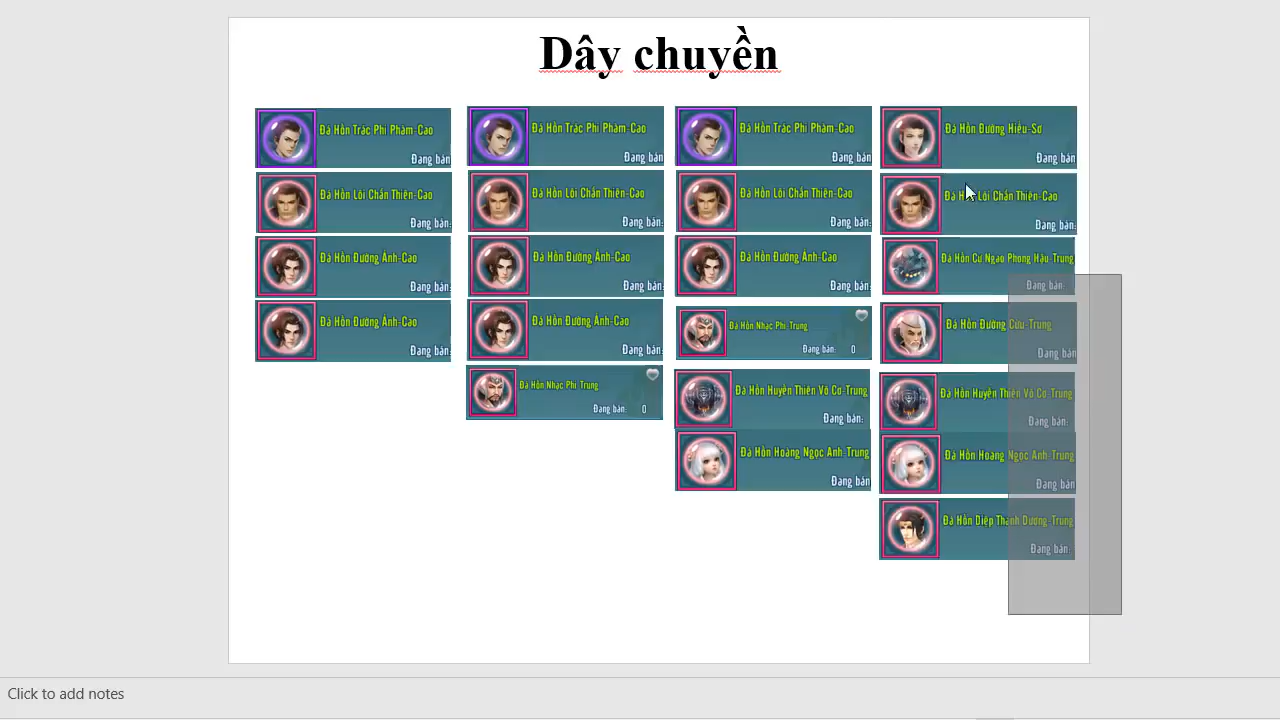 Dây chuyền
Đá Hồn Trác Phi Phàm-Cao
Đang bán
Đá Hồn Lôi Chấn Thiên-Cao
Đang bán:
Đá Hồn Đường Ảnh-Cao
Đang bán:
Đá Hồn Đường Ảnh-Cao
Đang bán:
Đá Hồn Trác Phi Phàm-Cao
Đang bán
Đá Hồn Lôi Chấn Thiên-Cao
Đang bán:
Đá Hồn Đường Ảnh-Cao
Đang bán:
Đá Hồn Đường Ảnh-Cao
Đang bán:
Đá Hồn Nhạc Phi-Trung
Đang bán: 0
Đá Hồn Trác Phi Phàm-Cao
Đang bán
Đá Hồn Lôi Chấn Thiên-Cao
Đang bán:
Đá Hồn Đường Ảnh-Cao
Đang bán:
Đá Hồn Nhạc Phi-Trung
Đang bán: 0
Đá Hồn Huyền Thiên Vô Cơ-Trung
Đang bán:
Đá Hồn Hoàng Ngọc Anh-Trung
Đang bán
Đá Hồn Đường Hiểu-Sơ
Đang bán
Đá Hồn Lôi Chấn Thiên-Cao
Đang bán:
Đá Hồn Cự Ngao Phong Hậu-Trung
Đang bán:
Đá Hồn Đường Cửu-Trung
Đang bán
Đá Hồn Huyền Thiên Vô Cơ-Trung
Đang bán:
Đá Hồn Hoàng Ngọc Anh-Trung
Đang bán
Đá Hồn Diệp Thanh Dương-Trung
Đang bán:
Click to add notes